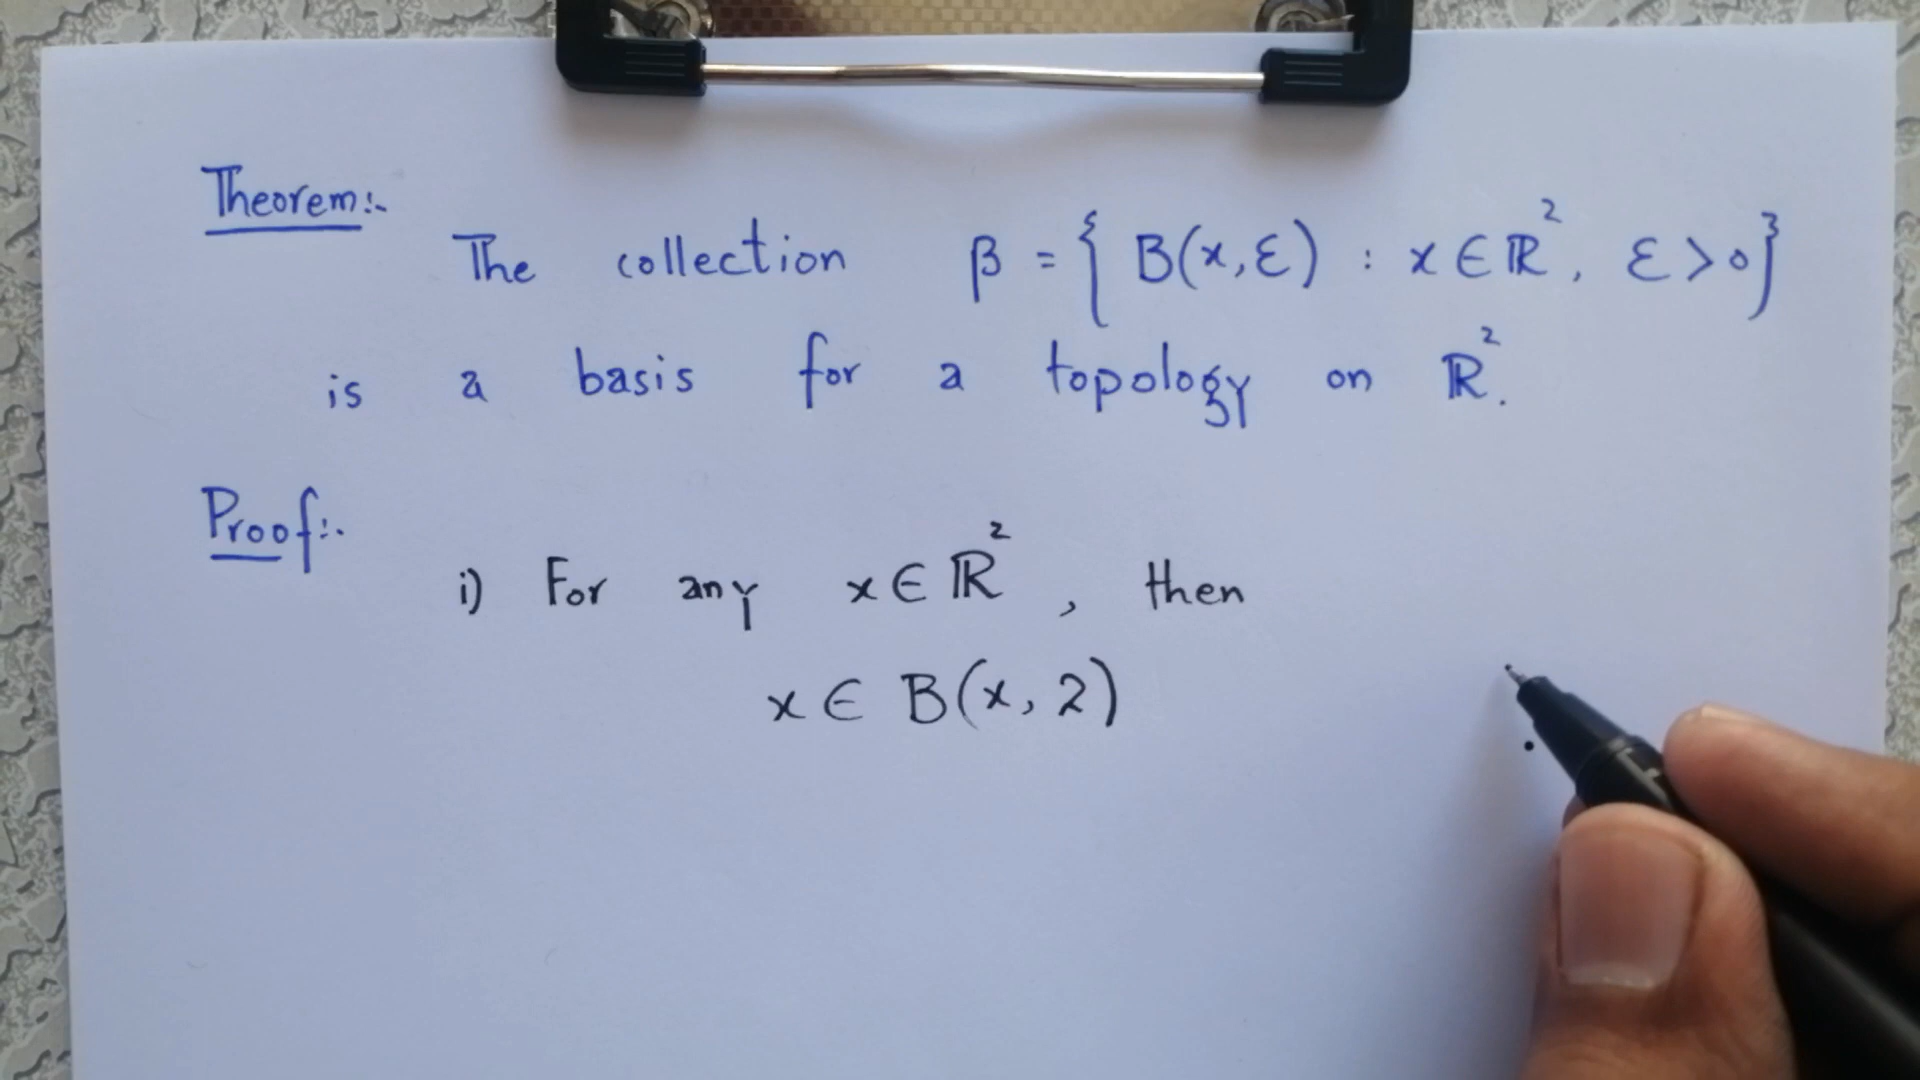 Theorem:-
The collection β = { B(x,ε) : x ∈ ℝ², ε > 0}
is a basis for a topology on ℝ².
Proof:-
i) For any x ∈ ℝ², then
x ∈ B(x, 2)